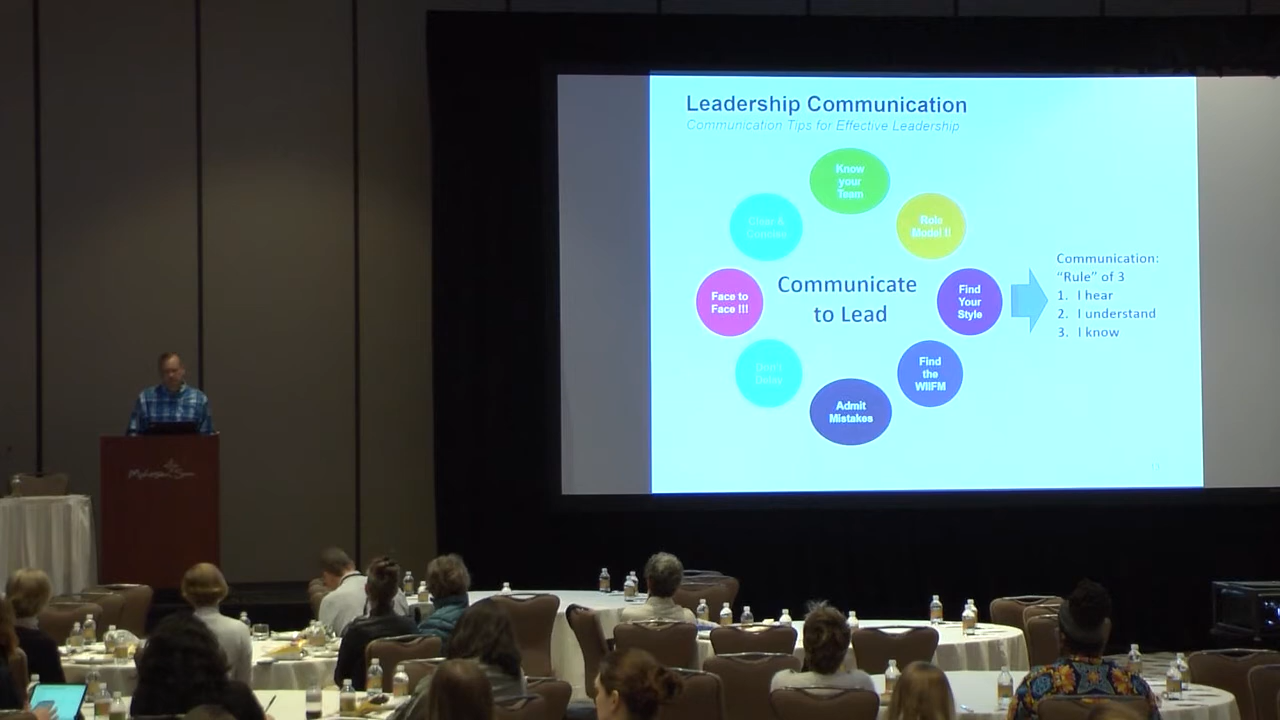 Leadership Communication
Communication Tips for Effective Leadership
Know
your
Team
Clear &
Concise
Role
Model !!
Face to
Face !!!
Communicate
to Lead
Find
Your
Style
Communication:
"Rule" of 3
1. I hear
2. I understand
3. I know
Don't
Delay
Find
the
WIIFM
Admit
Mistakes
Mohegan Sun